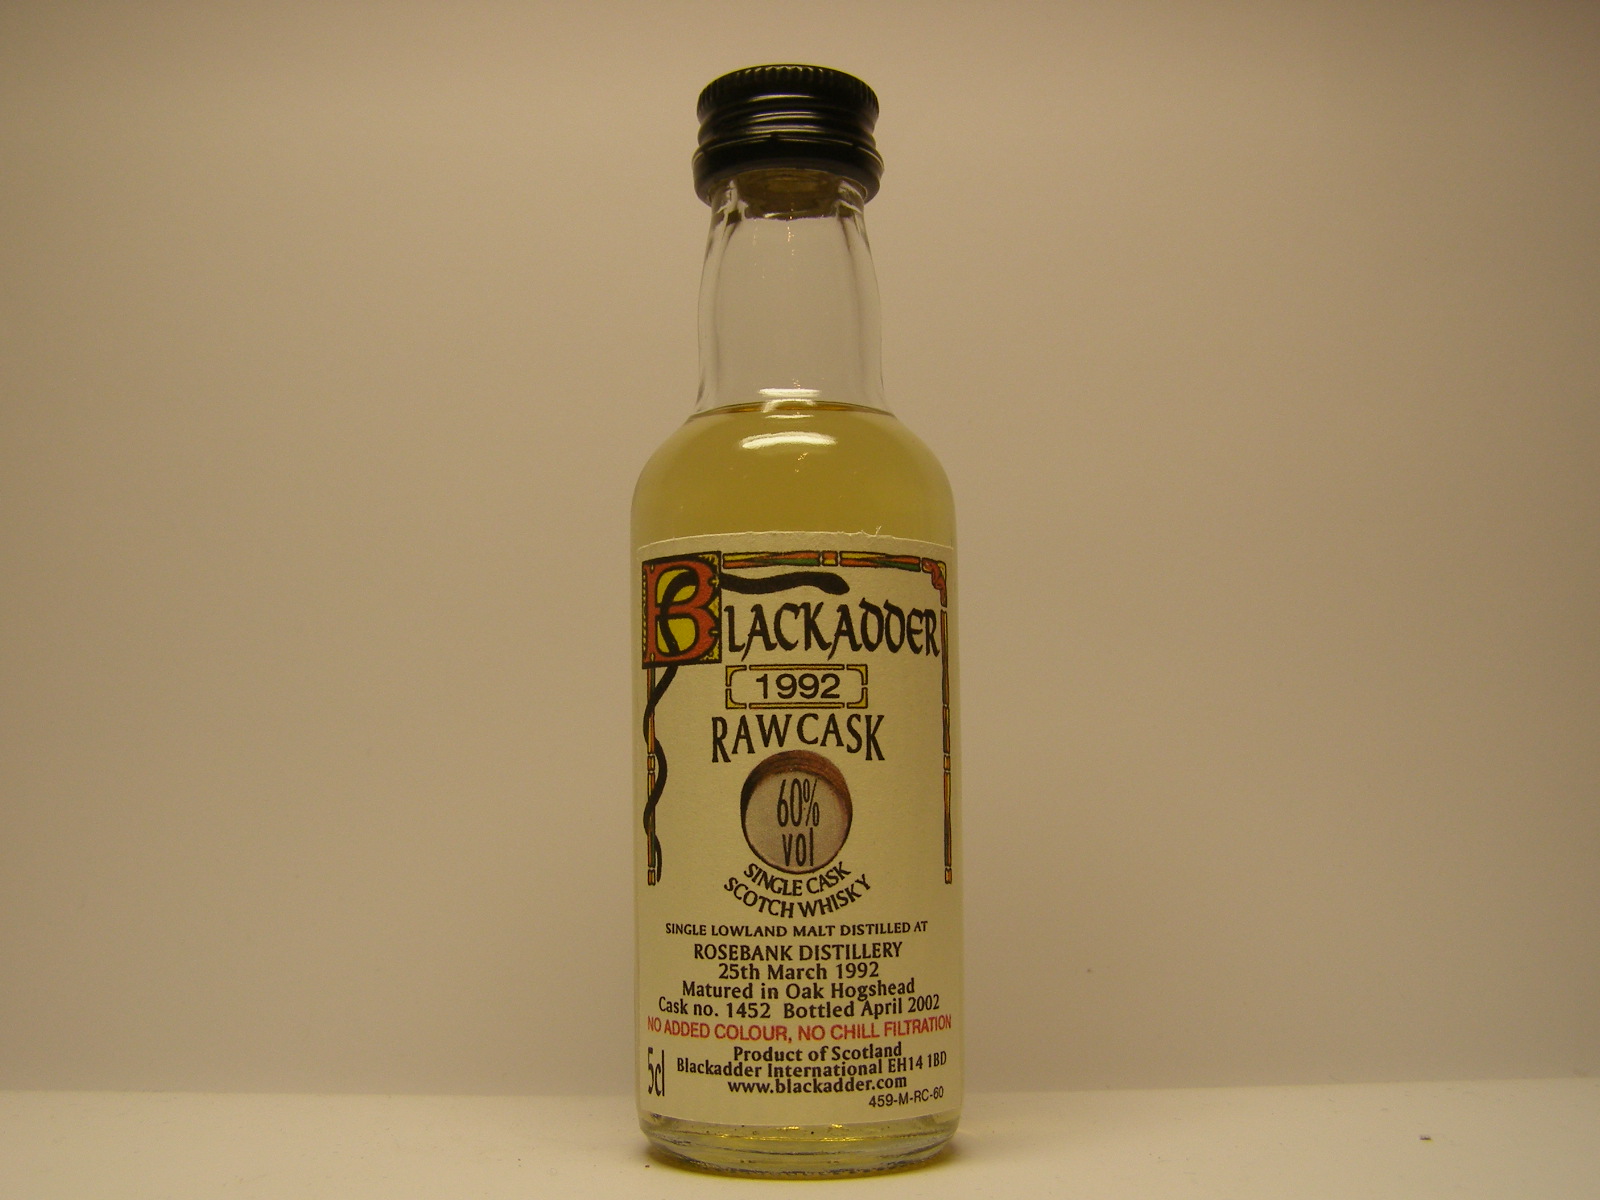 BLACKADDER
1992
RAW CASK
60%
vol
SINGLE CASK
SCOTCH WHISKY
SINGLE LOWLAND MALT DISTILLED AT
ROSEBANK DISTILLERY
25th March 1992
Matured in Oak Hogshead
Cask no. 1452 Bottled April 2002
NO ADDED COLOUR, NO CHILL FILTRATION
Product of Scotland
5cl Blackadder International EH14 1BD
www.blackadder.com
459-M-RC-60